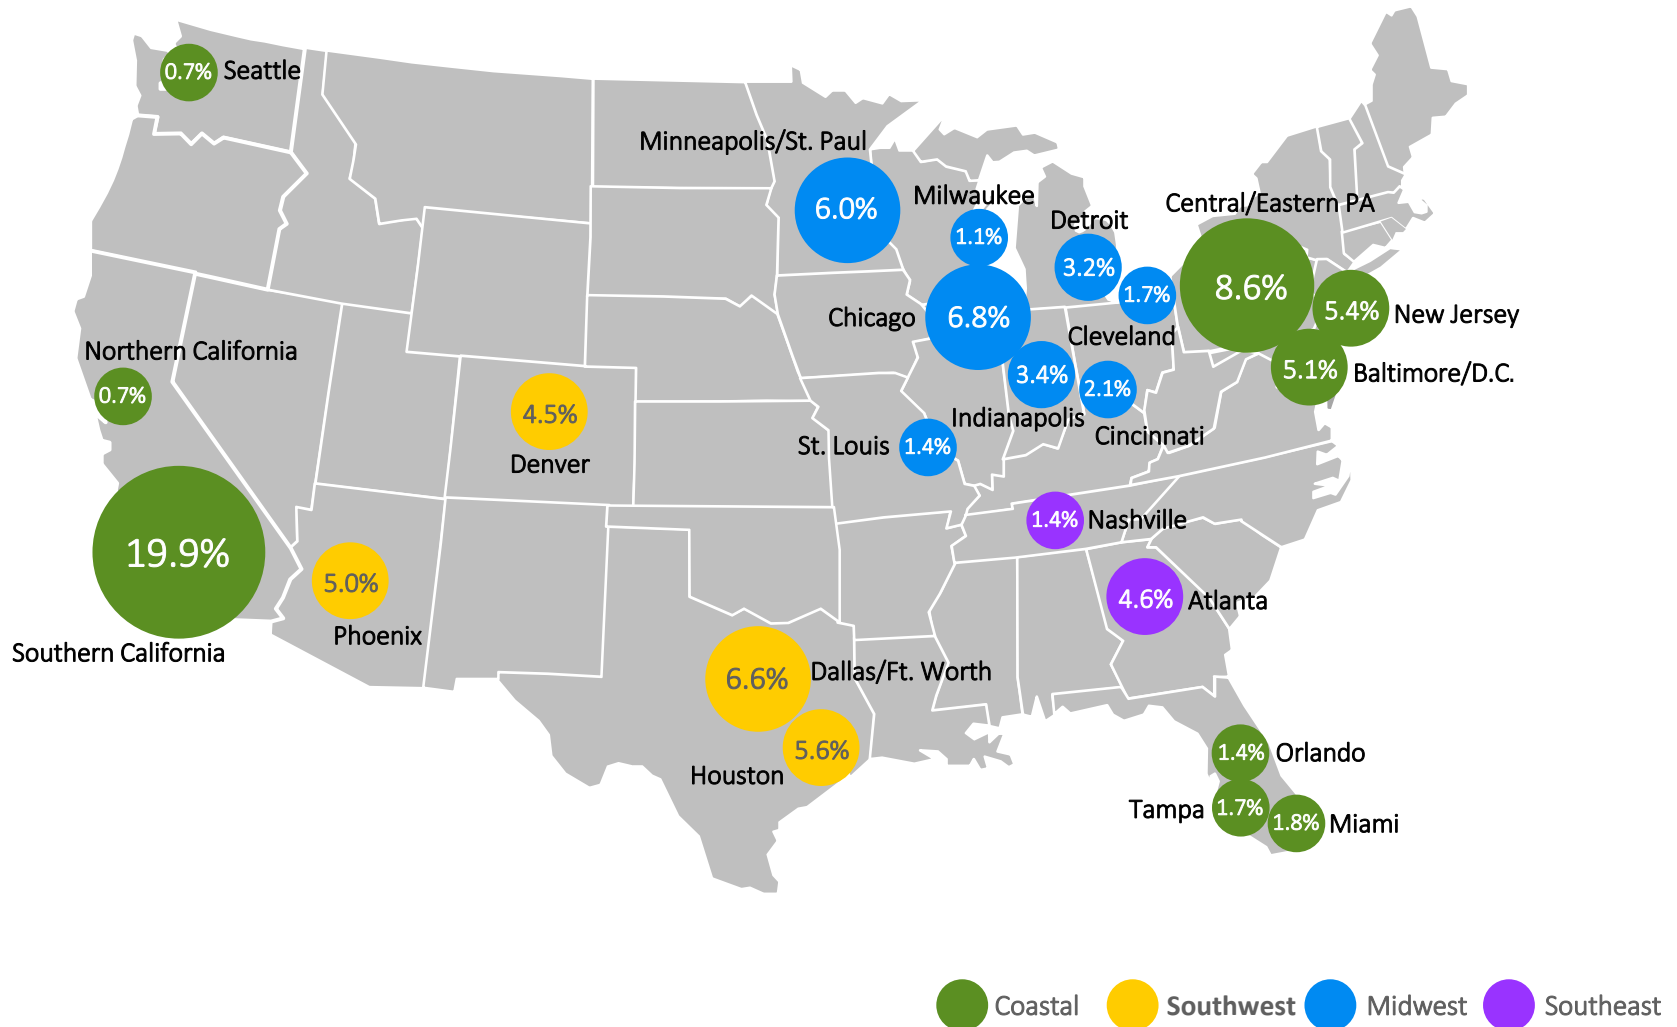 0.7% Seattle
Minneapolis/St. Paul
6.0%
Milwaukee
1.1%
Detroit
3.2%
Central/Eastern PA
8.6%
1.7%
Cleveland
5.4% New Jersey
Chicago 6.8%
Northern California
0.7%
3.4%
Indianapolis
2.1%
Cincinnati
5.1% Baltimore/D.C.
4.5%
Denver
St. Louis 1.4%
19.9%
Southern California
5.0%
Phoenix
1.4% Nashville
4.6% Atlanta
6.6% Dallas/Ft. Worth
5.6%
Houston
1.4% Orlando
Tampa 1.7%
1.8% Miami
Coastal Southwest Midwest Southeast